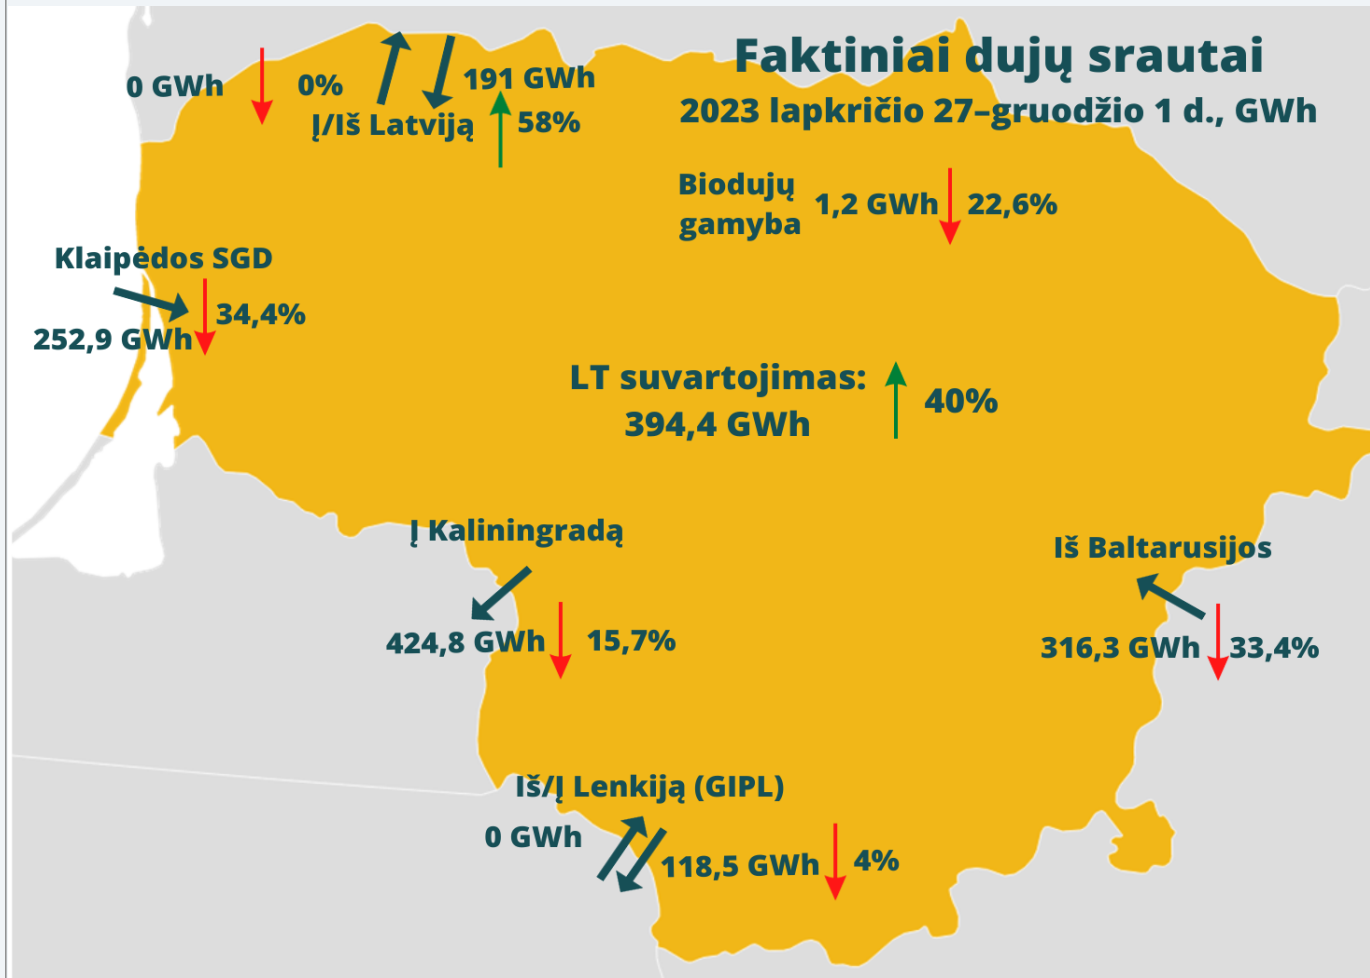 Faktiniai dujų srautai
2023 lapkričio 27–gruodžio 1 d., GWh
0 GWh 0%
191 GWh
58%
Į/Iš Latviją
Biodujų
gamyba
1,2 GWh 22,6%
Klaipėdos SGD
34,4%
252,9 GWh
LT suvartojimas:
394,4 GWh
40%
Į Kaliningradą
424,8 GWh 15,7%
Iš Baltarusijos
316,3 GWh 33,4%
Iš/Į Lenkiją (GIPL)
0 GWh
118,5 GWh 4%